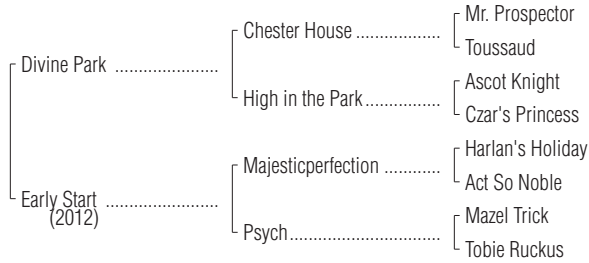 Mr. Prospector
Chester House ..................
Toussaud
Divine Park ......................
Ascot Knight
High in the Park................
Czar's Princess
Harlan's Holiday
Majesticperfection ............
Act So Noble
Early Start ........................
(2012)
Mazel Trick
Psych................................
Tobie Ruckus